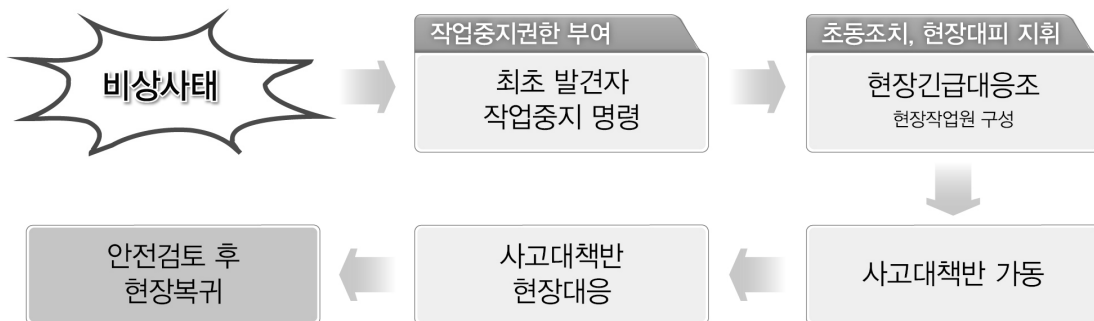 비상사태
작업중지권한 부여
최초 발견자
작업중지 명령
초동조치, 현장대피 지휘
현장긴급대응조
현장작업원 구성
사고대책반 가동
사고대책반
현장대응
안전검토 후
현장복귀